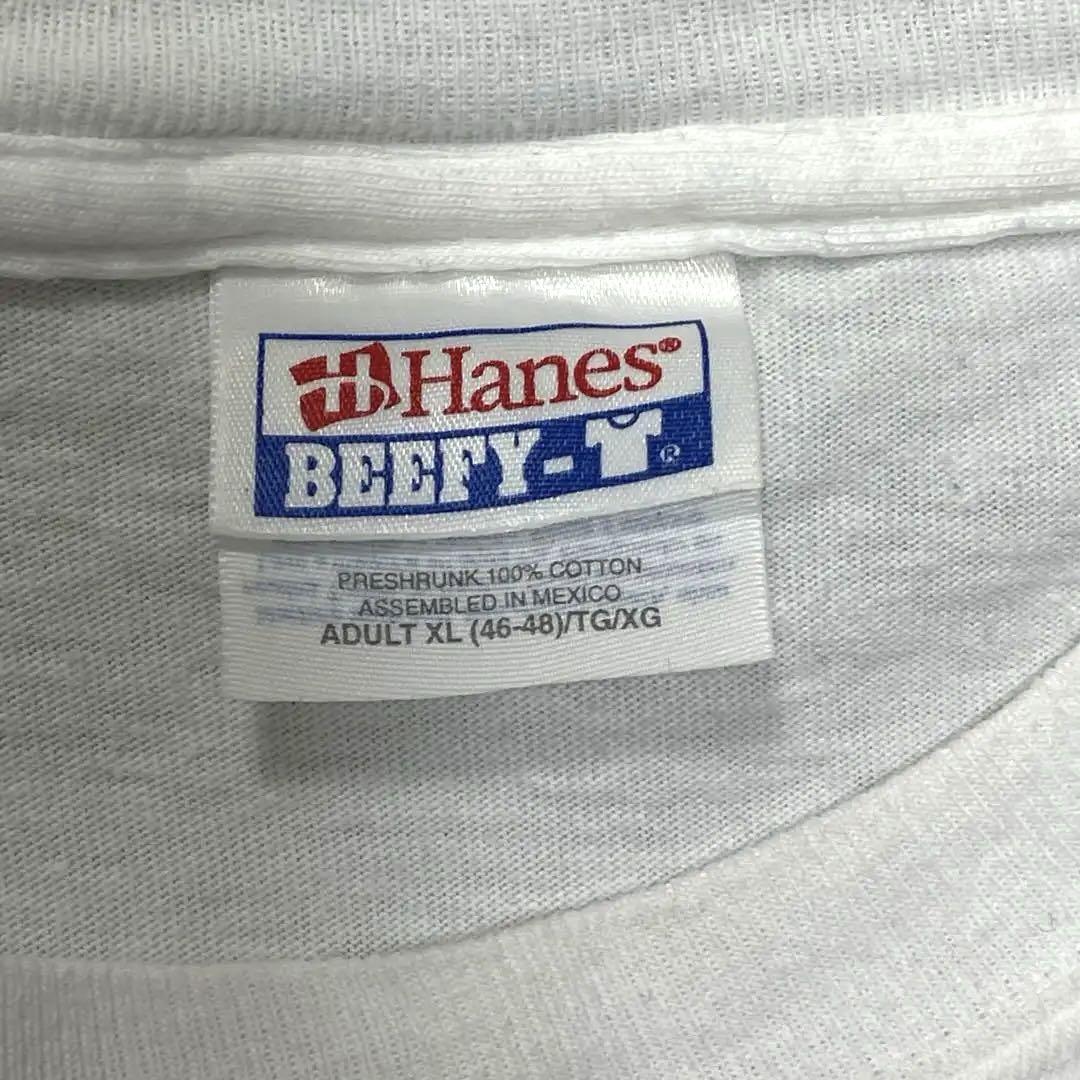 Hanes®
BEEFY-T®
PRESHRUNK 100% COTTON
ASSEMBLED IN MEXICO
ADULT XL (46-48)/TG/XG